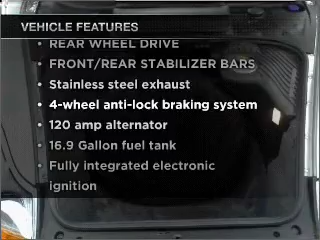 VEHICLE FEATURES
• REAR WHEEL DRIVE
• FRONT/REAR STABILIZER BARS
• Stainless steel exhaust
• 4-wheel anti-lock braking system
• 120 amp alternator
• 16.9 Gallon fuel tank
• Fully integrated electronic
ignition